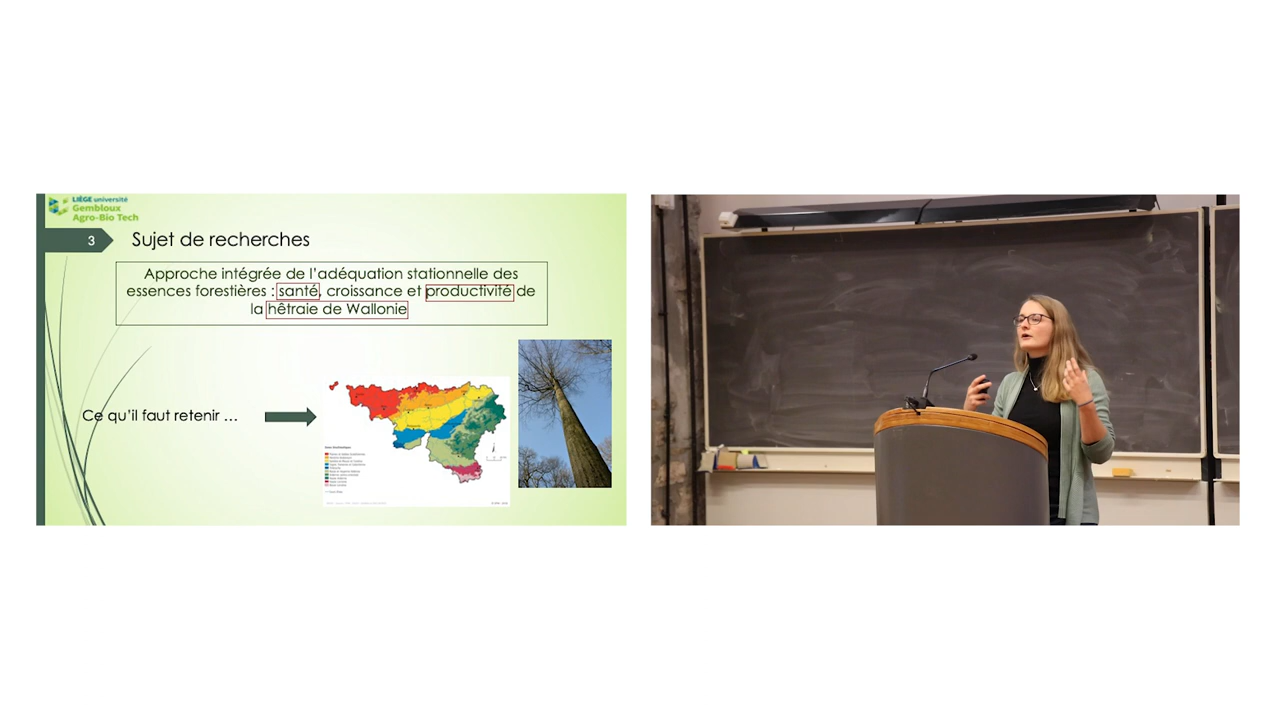 LIÈGE université
Gembloux
Agro-Bio Tech
3
Sujet de recherches
Approche intégrée de l'adéquation stationnelle des
essences forestières : santé, croissance et productivité de
la hêtraie de Wallonie
Ce qu'il faut retenir ...